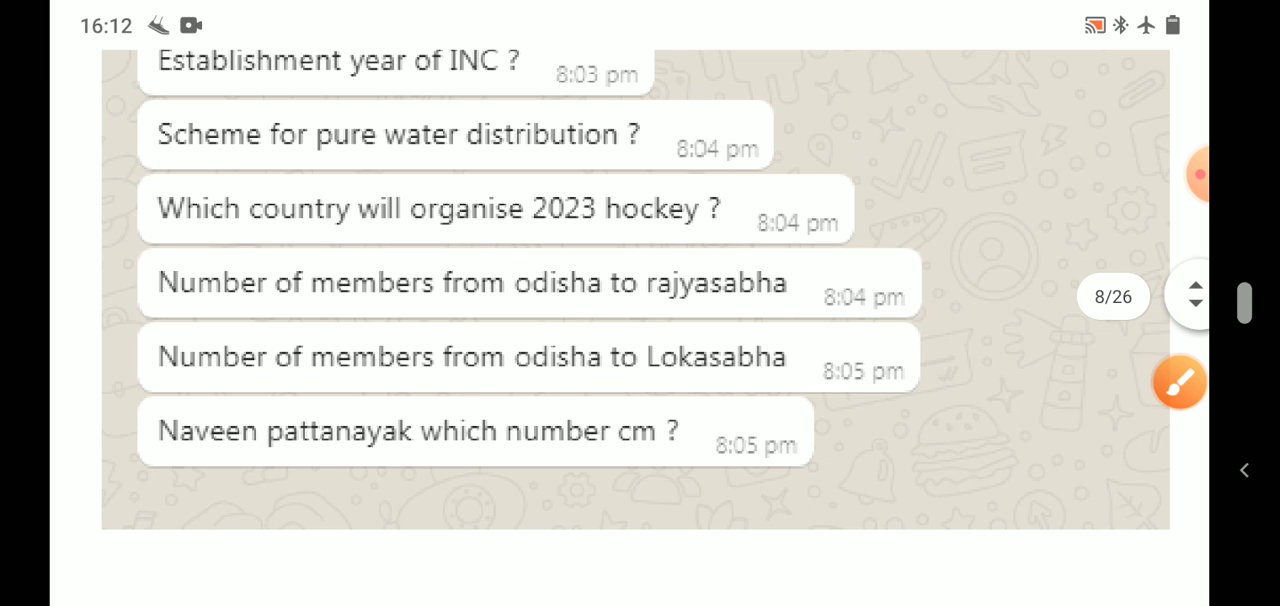 16:12
Establishment year of INC ? 8:03 pm
Scheme for pure water distribution ? 8:04 pm
Which country will organise 2023 hockey ? 8:04 pm
Number of members from odisha to rajyasabha 8:04 pm
8/26
Number of members from odisha to Lokasabha 8:05 pm
Naveen pattanayak which number cm ? 8:05 pm